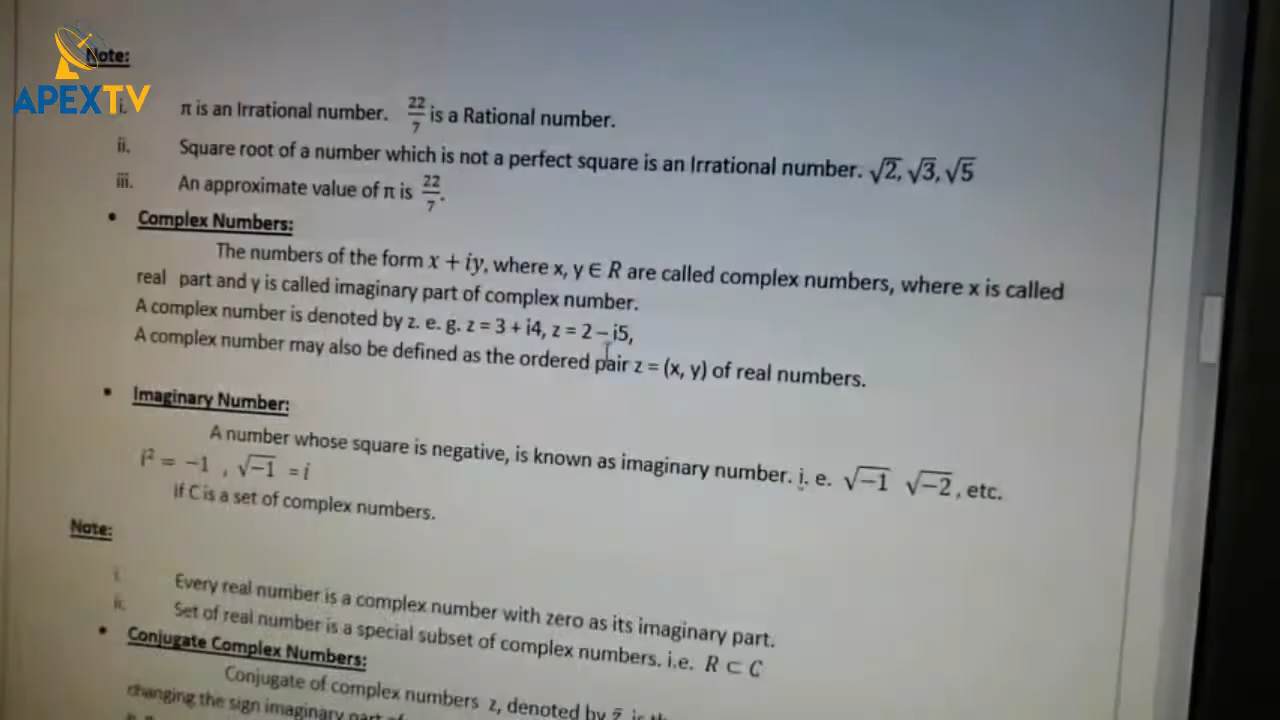 APEXTV
Note:
i. π is an Irrational number. 22/7 is a Rational number.
ii. Square root of a number which is not a perfect square is an Irrational number. √2, √3, √5
iii. An approximate value of π is 22/7.
• Complex Numbers:
The numbers of the form x + iy, where x, y ∈ R are called complex numbers, where x is called
real part and y is called imaginary part of complex number.
A complex number is denoted by z. e. g. z = 3 + i4, z = 2 – i5,
A complex number may also be defined as the ordered pair z = (x, y) of real numbers.
• Imaginary Number:
A number whose square is negative, is known as imaginary number. i. e. √−1 √−2, etc.
i² = −1 , √−1 = i
If C is a set of complex numbers.
Note:
i. Every real number is a complex number with zero as its imaginary part.
ii. Set of real number is a special subset of complex numbers. i.e. R ⊂ C
• Conjugate Complex Numbers:
Conjugate of complex numbers z, denoted by z̄ is
changing the sign imaginary part